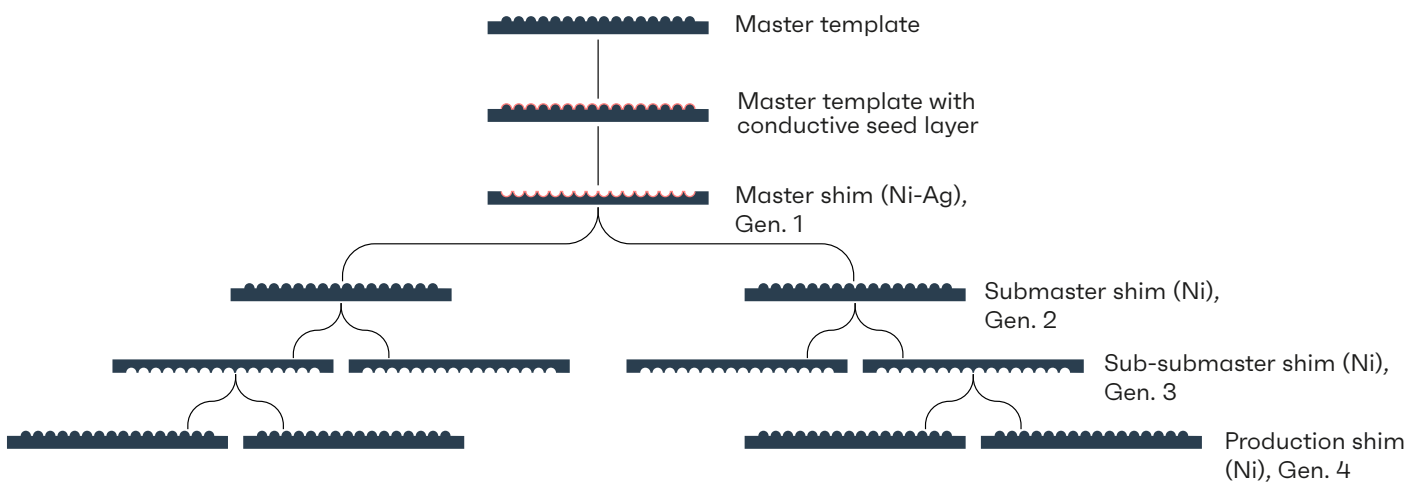 Master template
Master template with
conductive seed layer
Master shim (Ni-Ag),
Gen. 1
Submaster shim (Ni),
Gen. 2
Sub-submaster shim (Ni),
Gen. 3
Production shim
(Ni), Gen. 4